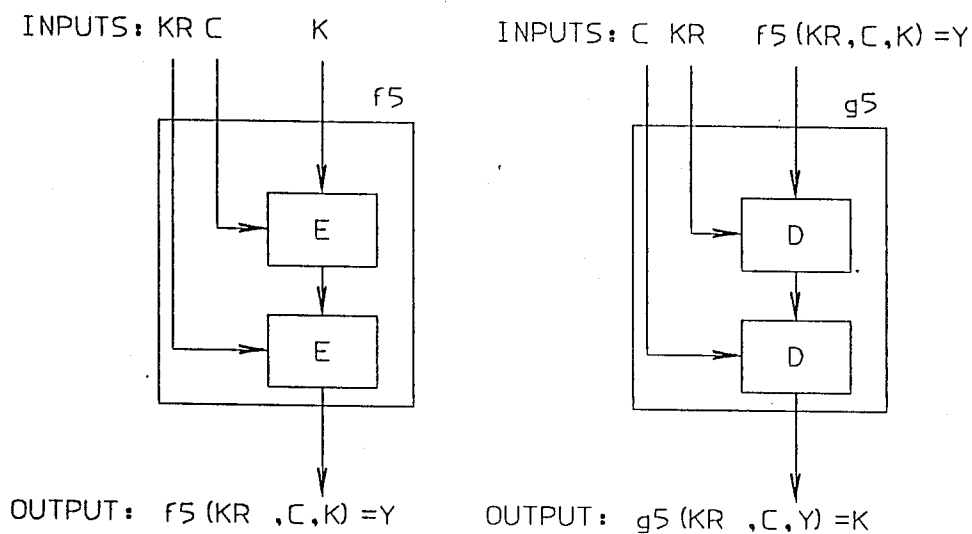 INPUTS: KR C K
f5
E
E
OUTPUT: f5 (KR ,C,K) =Y
INPUTS: C KR f5 (KR,C,K) =Y
g5
D
D
OUTPUT: g5 (KR ,C,Y) =K